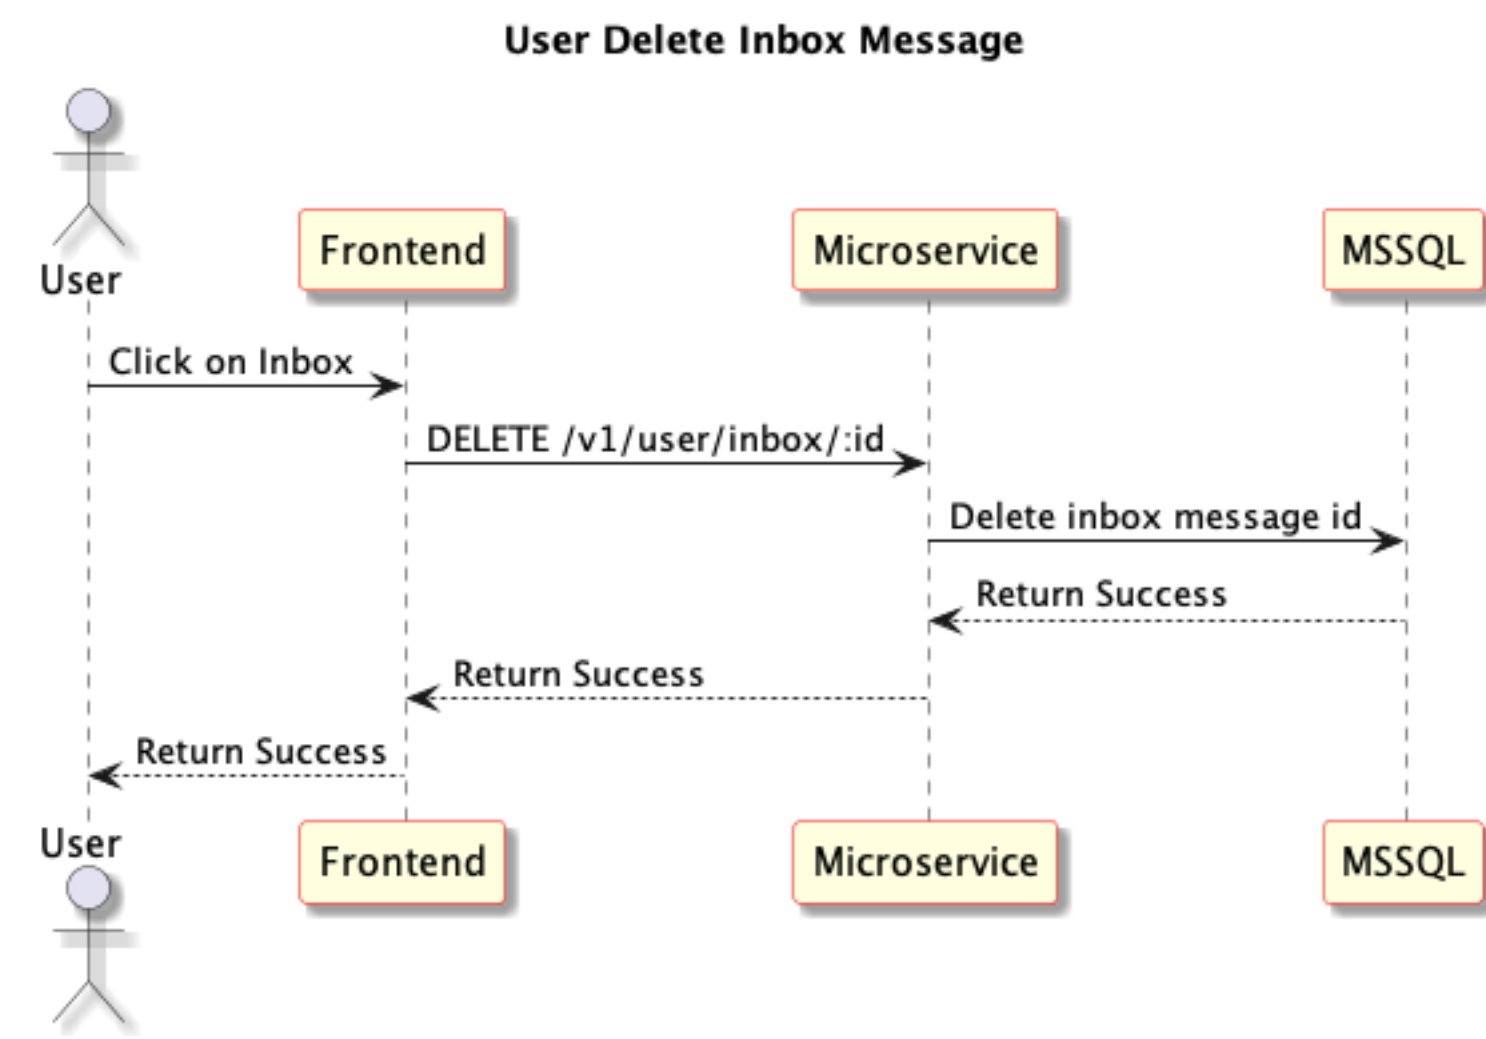 User Delete Inbox Message
User
Frontend
Microservice
MSSQL
Click on Inbox
DELETE /v1/user/inbox/:id
Delete inbox message id
Return Success
Return Success
Return Success
User
Frontend
Microservice
MSSQL